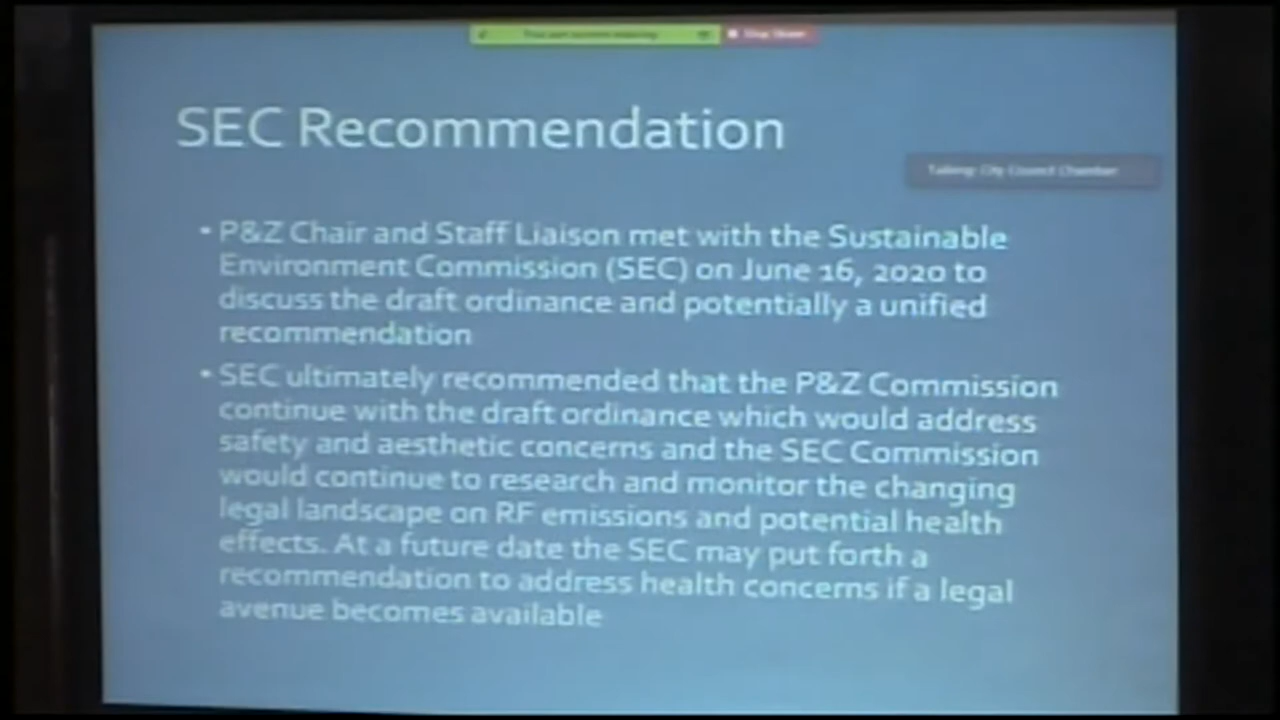 SEC Recommendation
Talking: City Council Chamber
• P&Z Chair and Staff Liaison met with the Sustainable
Environment Commission (SEC) on June 16, 2020 to
discuss the draft ordinance and potentially a unified
recommendation
• SEC ultimately recommended that the P&Z Commission
continue with the draft ordinance which would address
safety and aesthetic concerns and the SEC Commission
would continue to research and monitor the changing
legal landscape on RF emissions and potential health
effects. At a future date the SEC may put forth a
recommendation to address health concerns if a legal
avenue becomes available